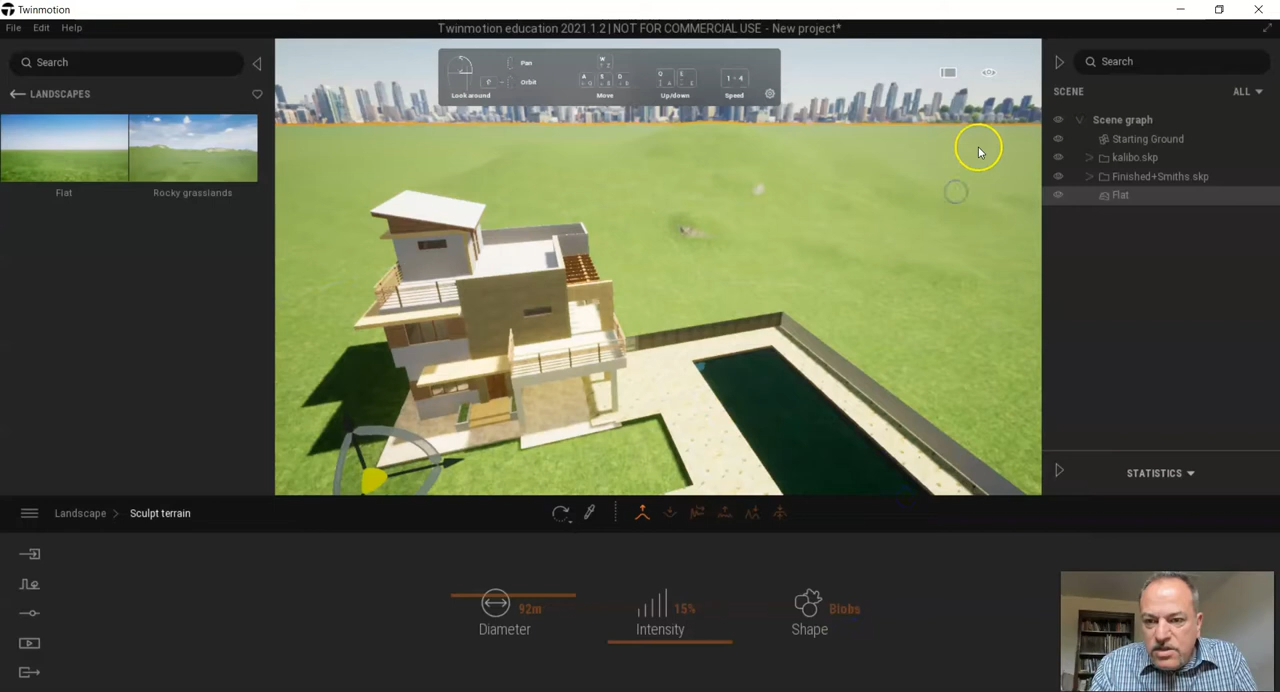 Twinmotion
File Edit Help
Twinmotion education 2021.1.2 | NOT FOR COMMERCIAL USE - New project*
Search
LANDSCAPES
Flat
Rocky grasslands
Look around
Pan
Orbit
W
A S D
Move
Q E
Up/down
1 - 4
Speed
Search
SCENE
ALL
Scene graph
Starting Ground
kalibo.skp
Finished+Smiths.skp
Flat
STATISTICS
Landscape > Sculpt terrain
92m
Diameter
15%
Intensity
Blobs
Shape